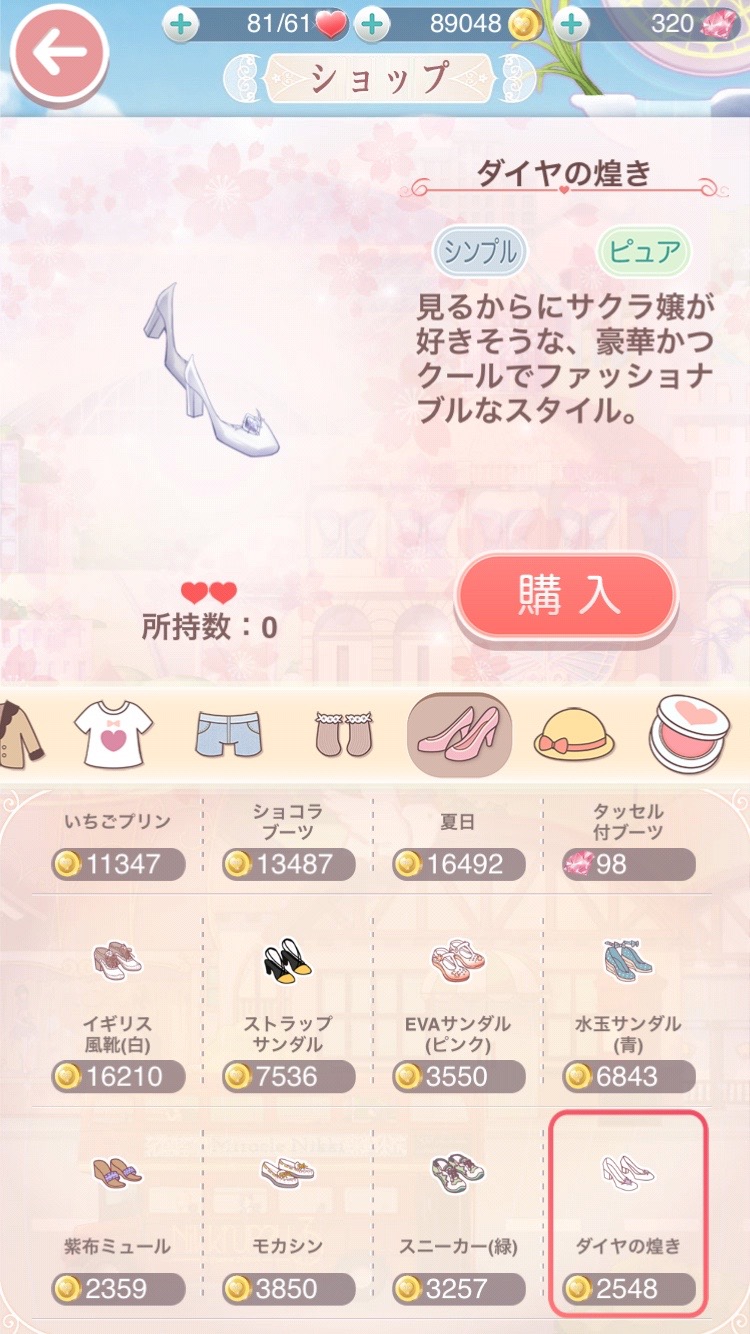 81/61
89048
320
ショップ
ダイヤの煌き
シンプル
ピュア
見るからにサクラ嬢が
好きそうな、豪華かつ
クールでファッショナ
ブルなスタイル。
所持数：0
購入
いちごプリン
ショコラ
ブーツ
夏日
タッセル
付ブーツ
11347
13487
16492
98
イギリス
風靴(白)
ストラップ
サンダル
EVAサンダル
(ピンク)
水玉サンダル
(青)
16210
7536
3550
6843
紫布ミュール
モカシン
スニーカー(緑)
ダイヤの煌き
2359
3850
3257
2548